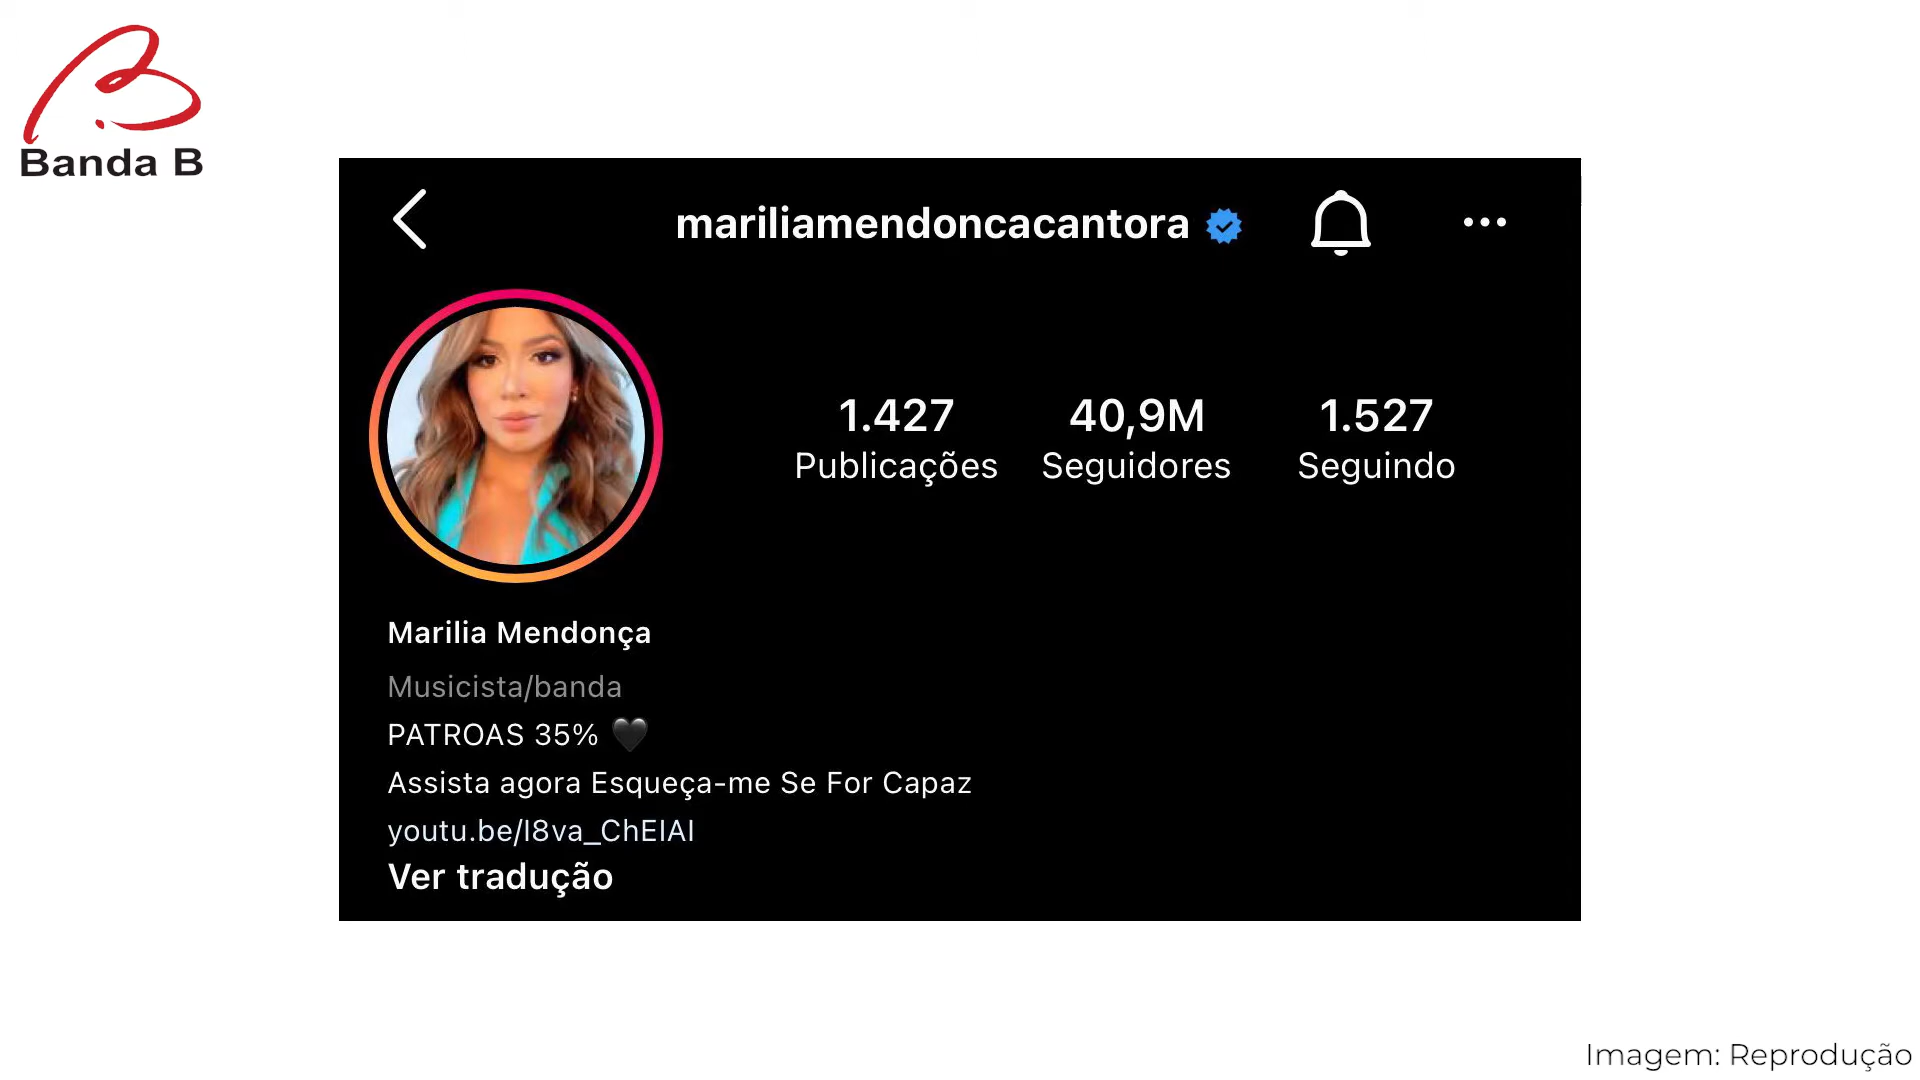 Banda B
mariliamendoncacantora
1.427 40,9M 1.527
Publicações Seguidores Seguindo
Marilia Mendonça
Musicista/banda
PATROAS 35% 🖤
Assista agora Esqueça-me Se For Capaz
youtu.be/I8va_ChEIAI
Ver tradução
Imagem: Reprodução